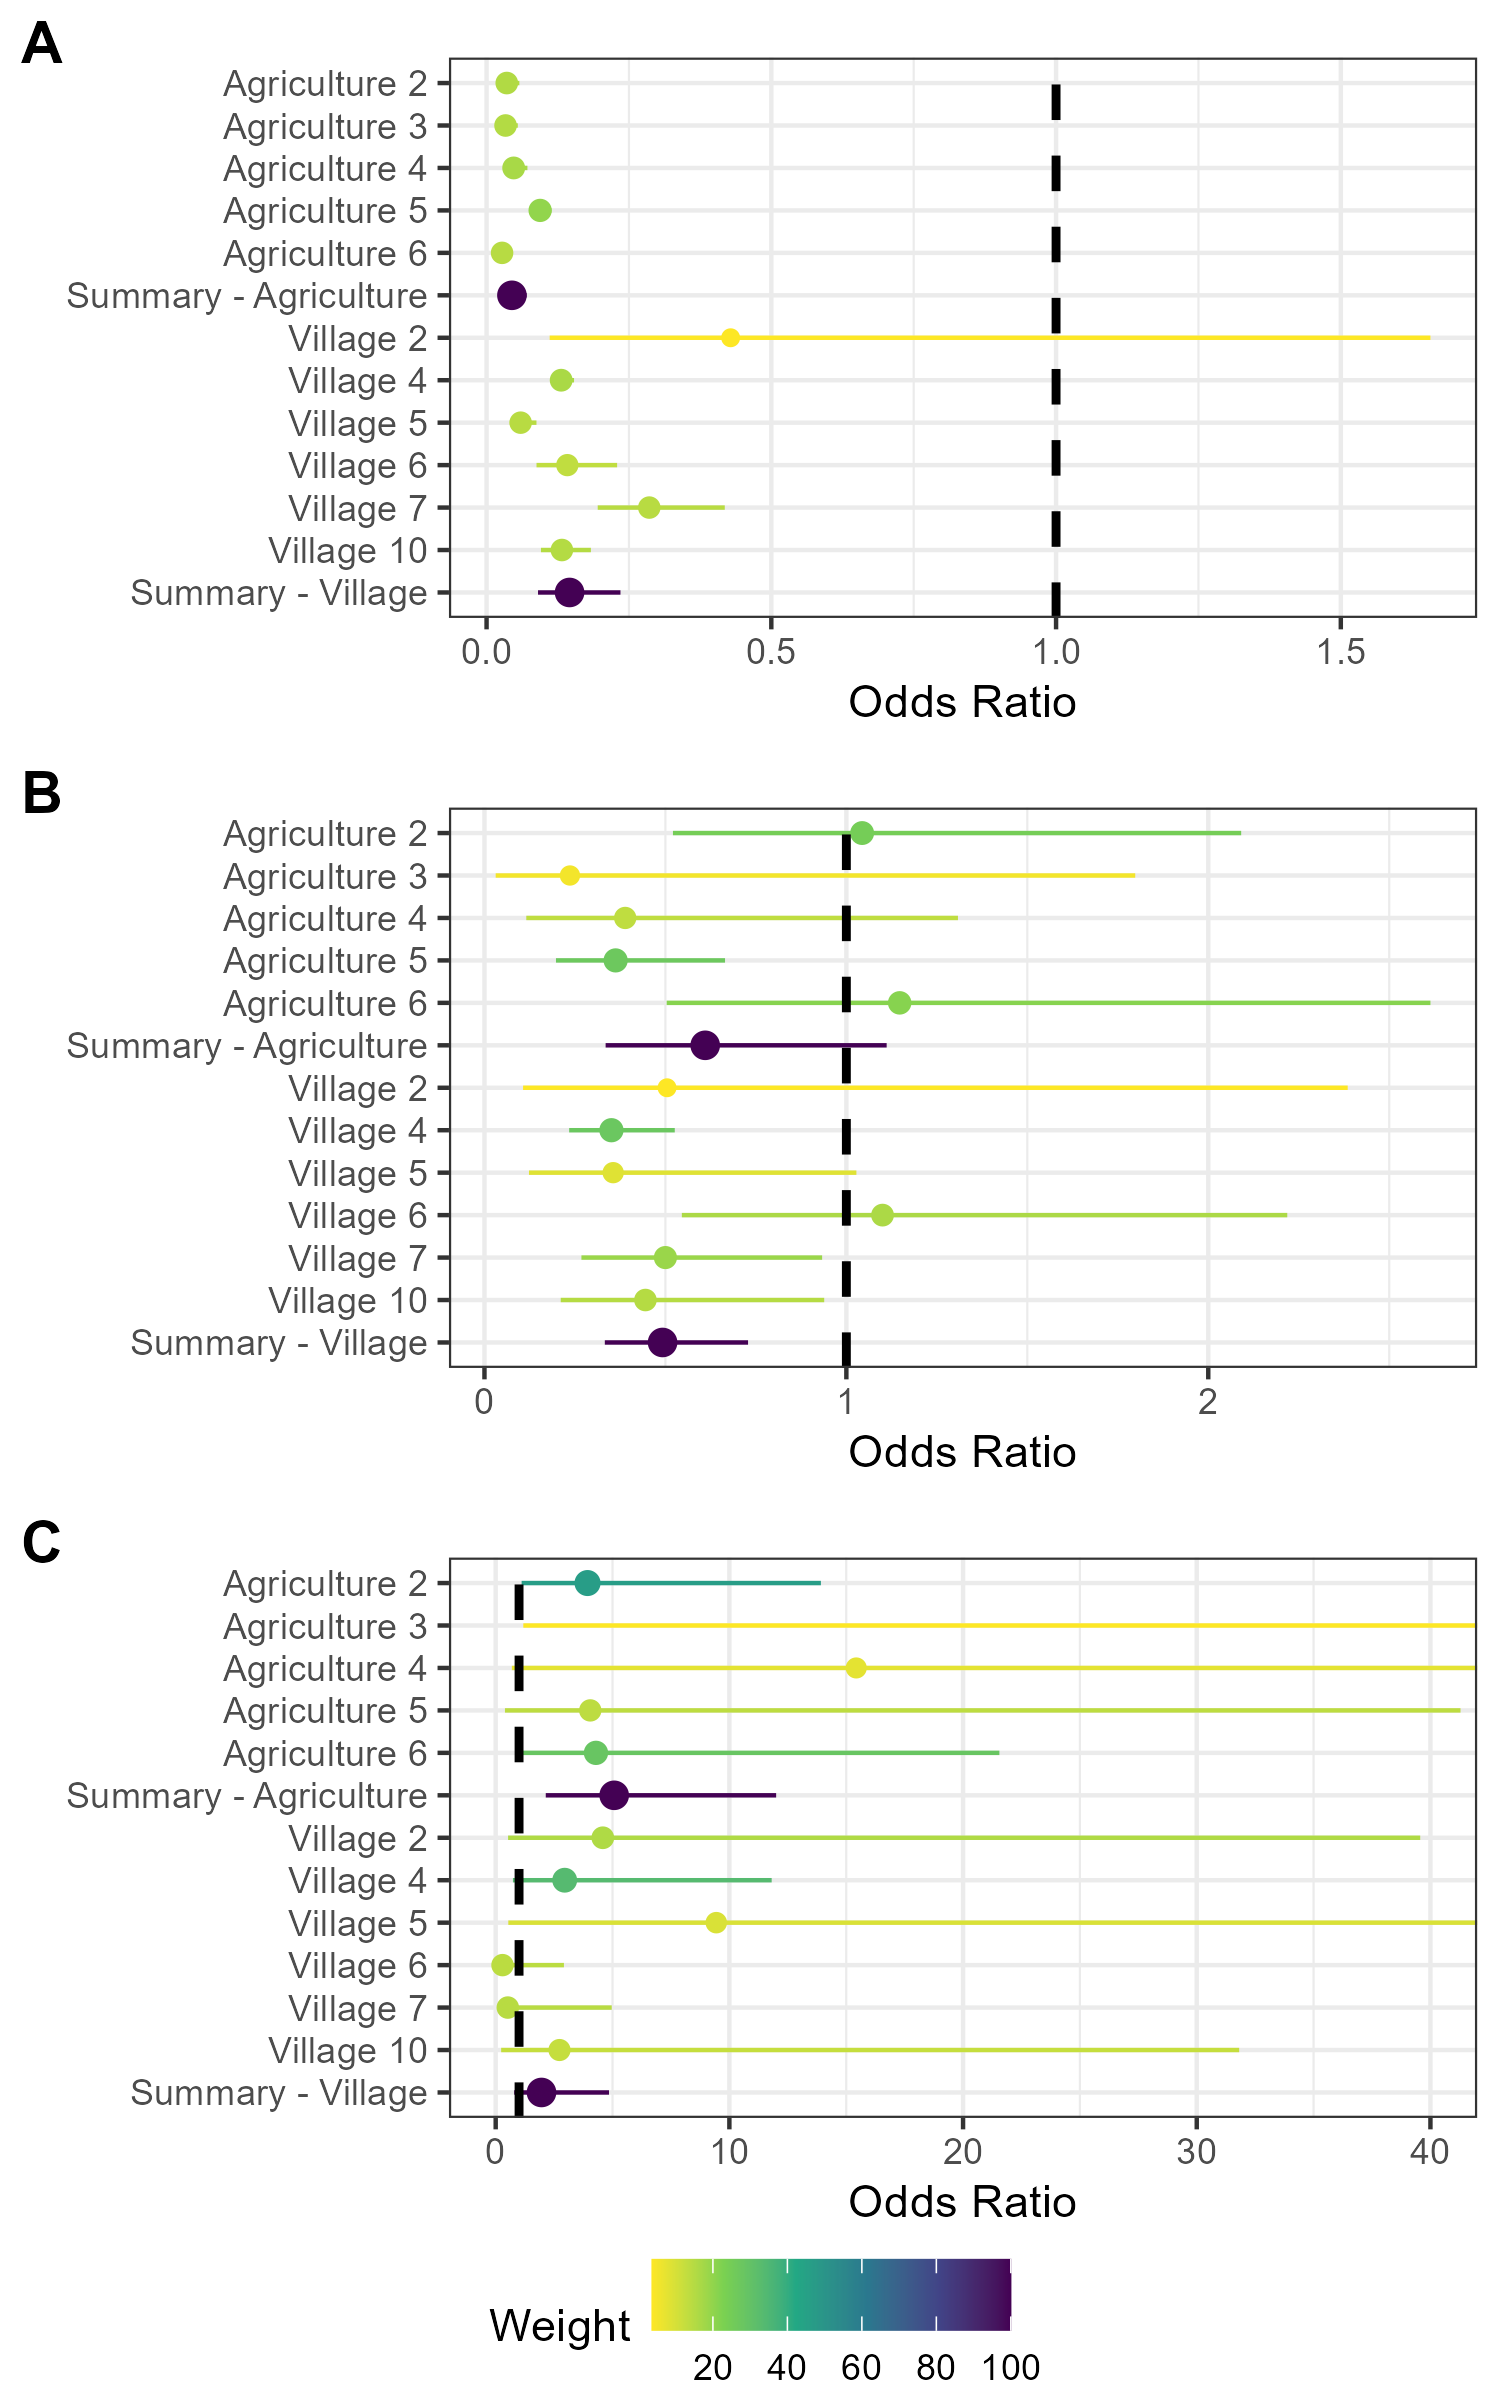 A
Agriculture 2
Agriculture 3
Agriculture 4
Agriculture 5
Agriculture 6
Summary - Agriculture
Village 2
Village 4
Village 5
Village 6
Village 7
Village 10
Summary - Village
0.0 0.5 1.0 1.5
Odds Ratio
B
Agriculture 2
Agriculture 3
Agriculture 4
Agriculture 5
Agriculture 6
Summary - Agriculture
Village 2
Village 4
Village 5
Village 6
Village 7
Village 10
Summary - Village
0 1 2
Odds Ratio
C
Agriculture 2
Agriculture 3
Agriculture 4
Agriculture 5
Agriculture 6
Summary - Agriculture
Village 2
Village 4
Village 5
Village 6
Village 7
Village 10
Summary - Village
0 10 20 30 40
Odds Ratio
Weight
20 40 60 80 100